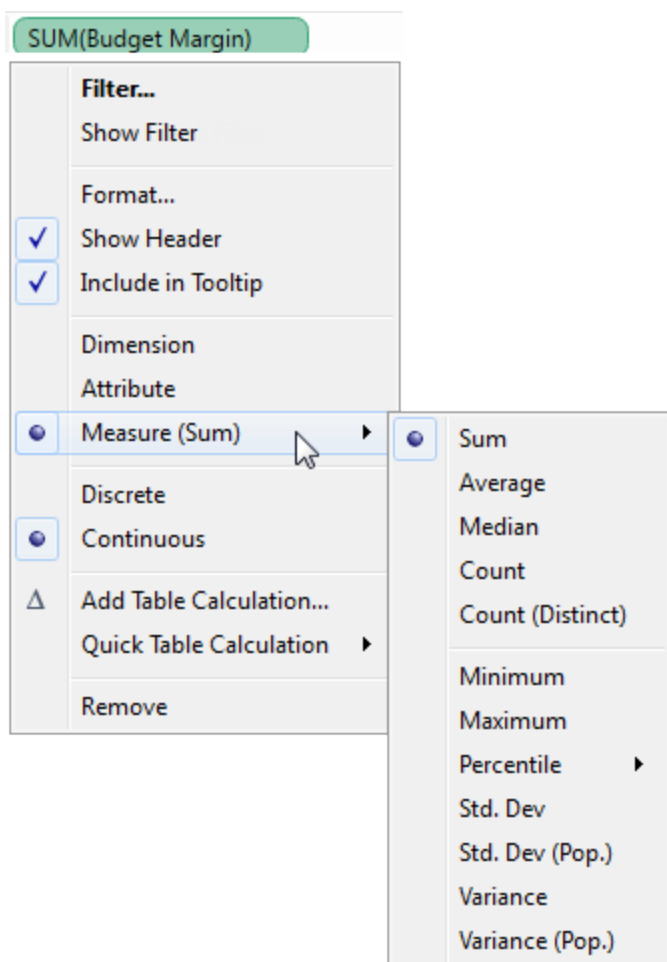 SUM(Budget Margin)
Filter...
Show Filter
Format...
Show Header
Include in Tooltip
Dimension
Attribute
Measure (Sum)
Discrete
Continuous
Δ Add Table Calculation...
Quick Table Calculation
Remove
Sum
Average
Median
Count
Count (Distinct)
Minimum
Maximum
Percentile
Std. Dev
Std. Dev (Pop.)
Variance
Variance (Pop.)